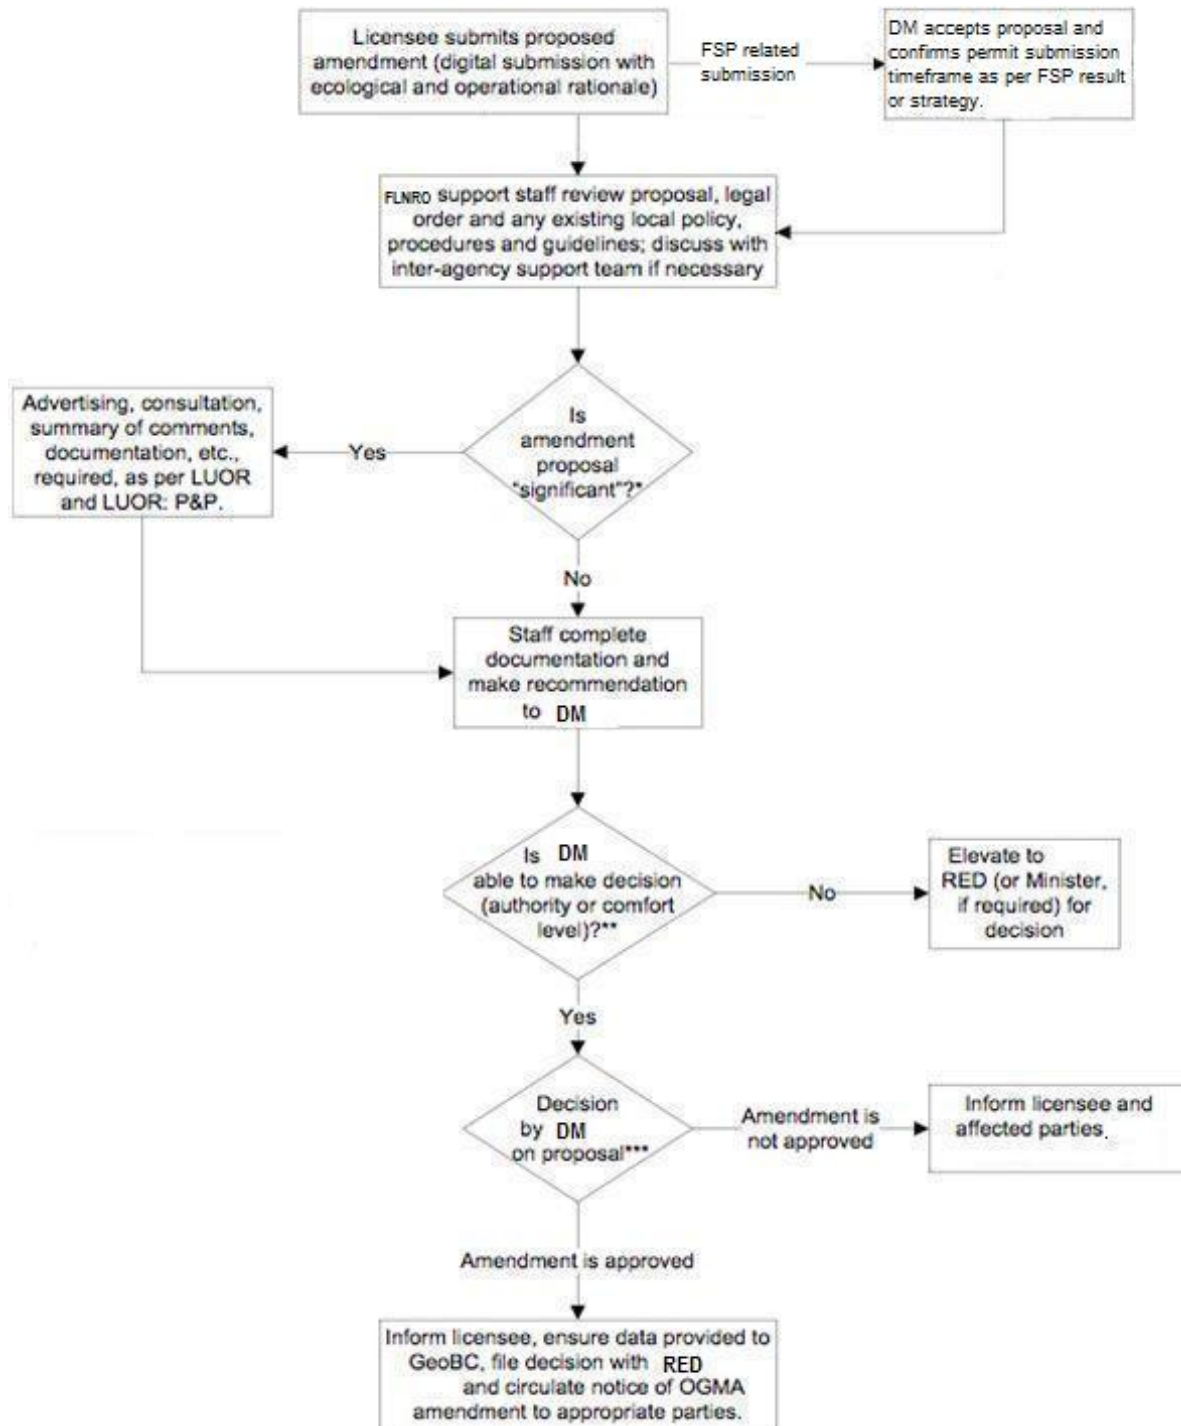 Licensee submits proposed
amendment (digital submission with
ecological and operational rationale)
FSP related
submission
DM accepts proposal and
confirms permit submission
timeframe as per FSP result
or strategy.
FLNRO support staff review proposal, legal
order and any existing local policy,
procedures and guidelines; discuss with
inter-agency support team if necessary
Is
amendment
proposal
"significant"?*
Yes
Advertising, consultation,
summary of comments,
documentation, etc.,
required, as per LUOR
and LUOR: P&P.
No
Staff complete
documentation and
make recommendation
to DM
Is DM
able to make decision
(authority or comfort
level)?**
No
Elevate to
RED (or Minister,
if required) for
decision
Yes
Decision
by DM
on proposal***
Amendment is
not approved
Inform licensee and
affected parties.
Amendment is approved
Inform licensee, ensure data provided to
GeoBC, file decision with RED
and circulate notice of OGMA
amendment to appropriate parties.